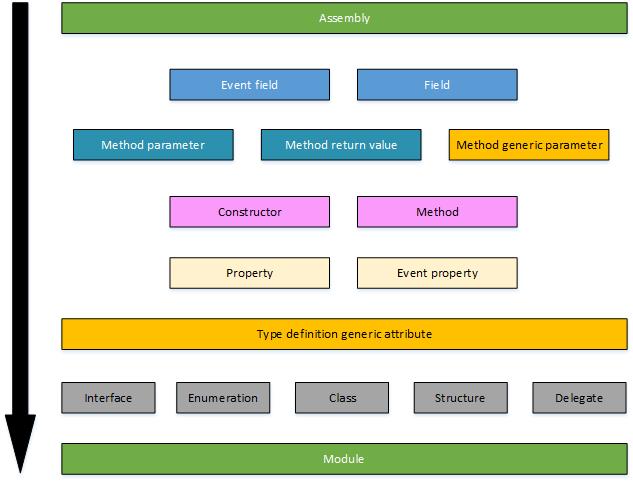 Assembly
Event field
Field
Method parameter
Method return value
Method generic parameter
Constructor
Method
Property
Event property
Type definition generic attribute
Interface
Enumeration
Class
Structure
Delegate
Module